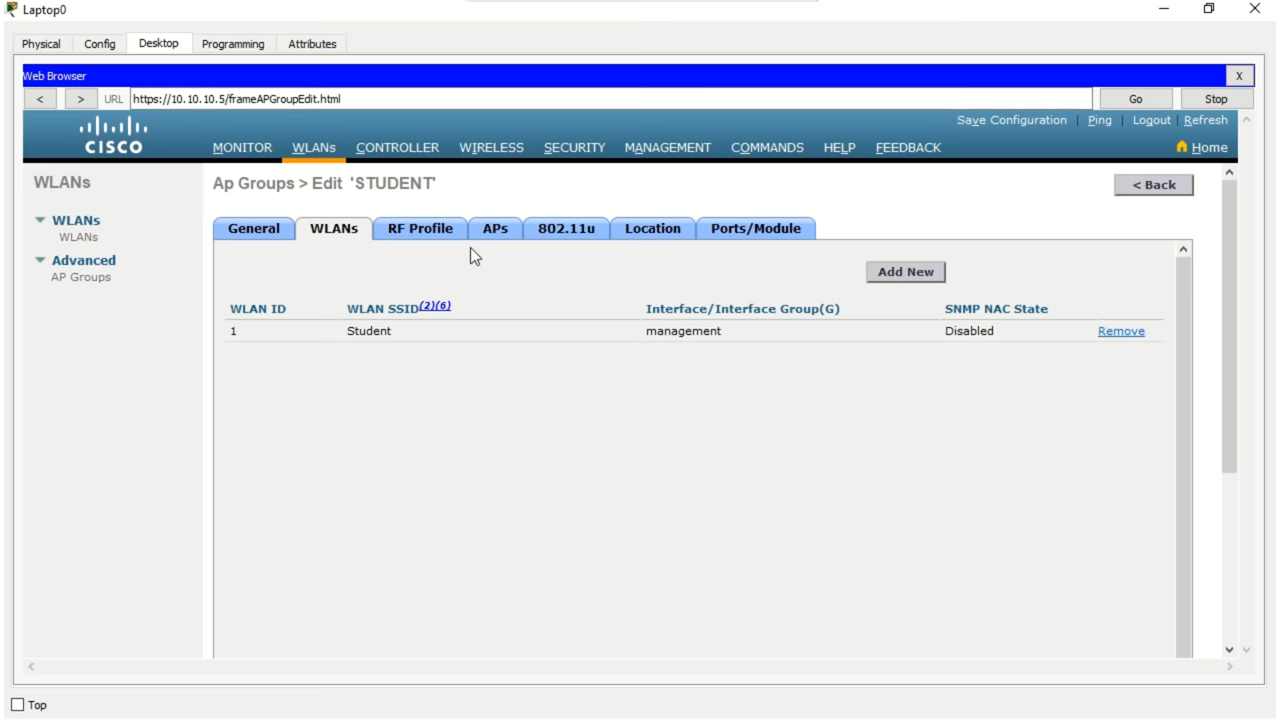 Laptop0
Physical Config Desktop Programming Attributes
Web Browser X
< > URL https://10.10.10.5/frameAPGroupEdit.html Go Stop
Save Configuration | Ping | Logout | Refresh
CISCO MONITOR WLANs CONTROLLER WIRELESS SECURITY MANAGEMENT COMMANDS HELP FEEDBACK Home
WLANs
WLANs
WLANs
Advanced
AP Groups
Ap Groups > Edit 'STUDENT' < Back
General WLANs RF Profile APs 802.11u Location Ports/Module
Add New
WLAN ID WLAN SSID(2)(6) Interface/Interface Group(G) SNMP NAC State
1 Student management Disabled Remove
Top